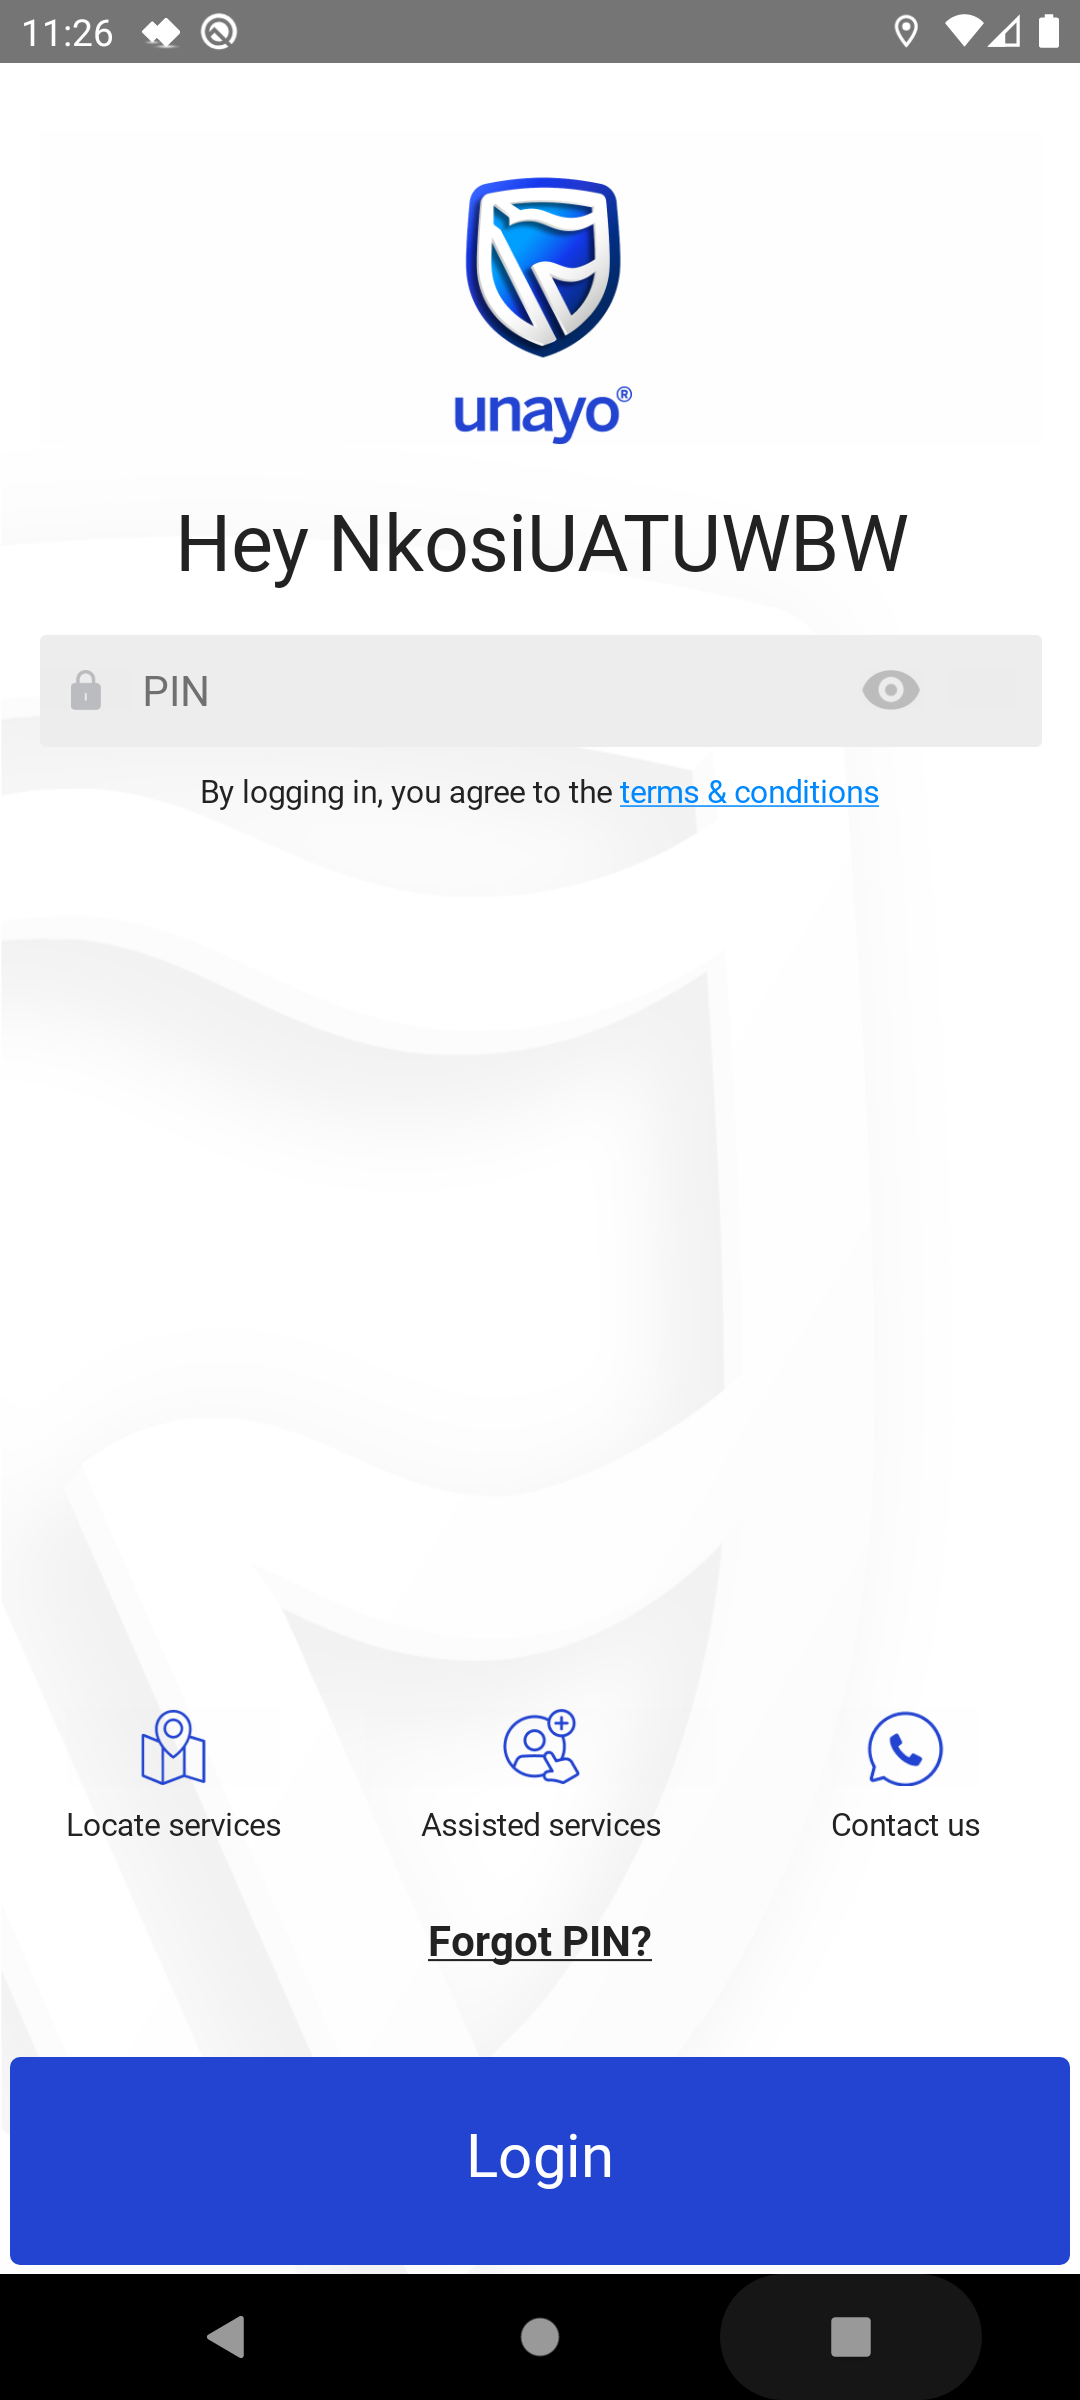 11:26
unayo®
Hey NkosiUATUWBW
PIN
By logging in, you agree to the terms & conditions
Locate services
Assisted services
Contact us
Forgot PIN?
Login